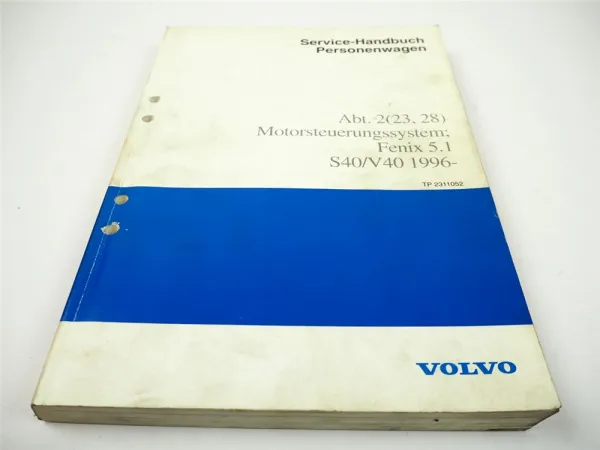 Service-Handbuch
Personenwagen
Abt. 2(23, 28)
Motorsteuerungssystem;
Fenix 5.1
S40/V40 1996-
TP 2311052
VOLVO